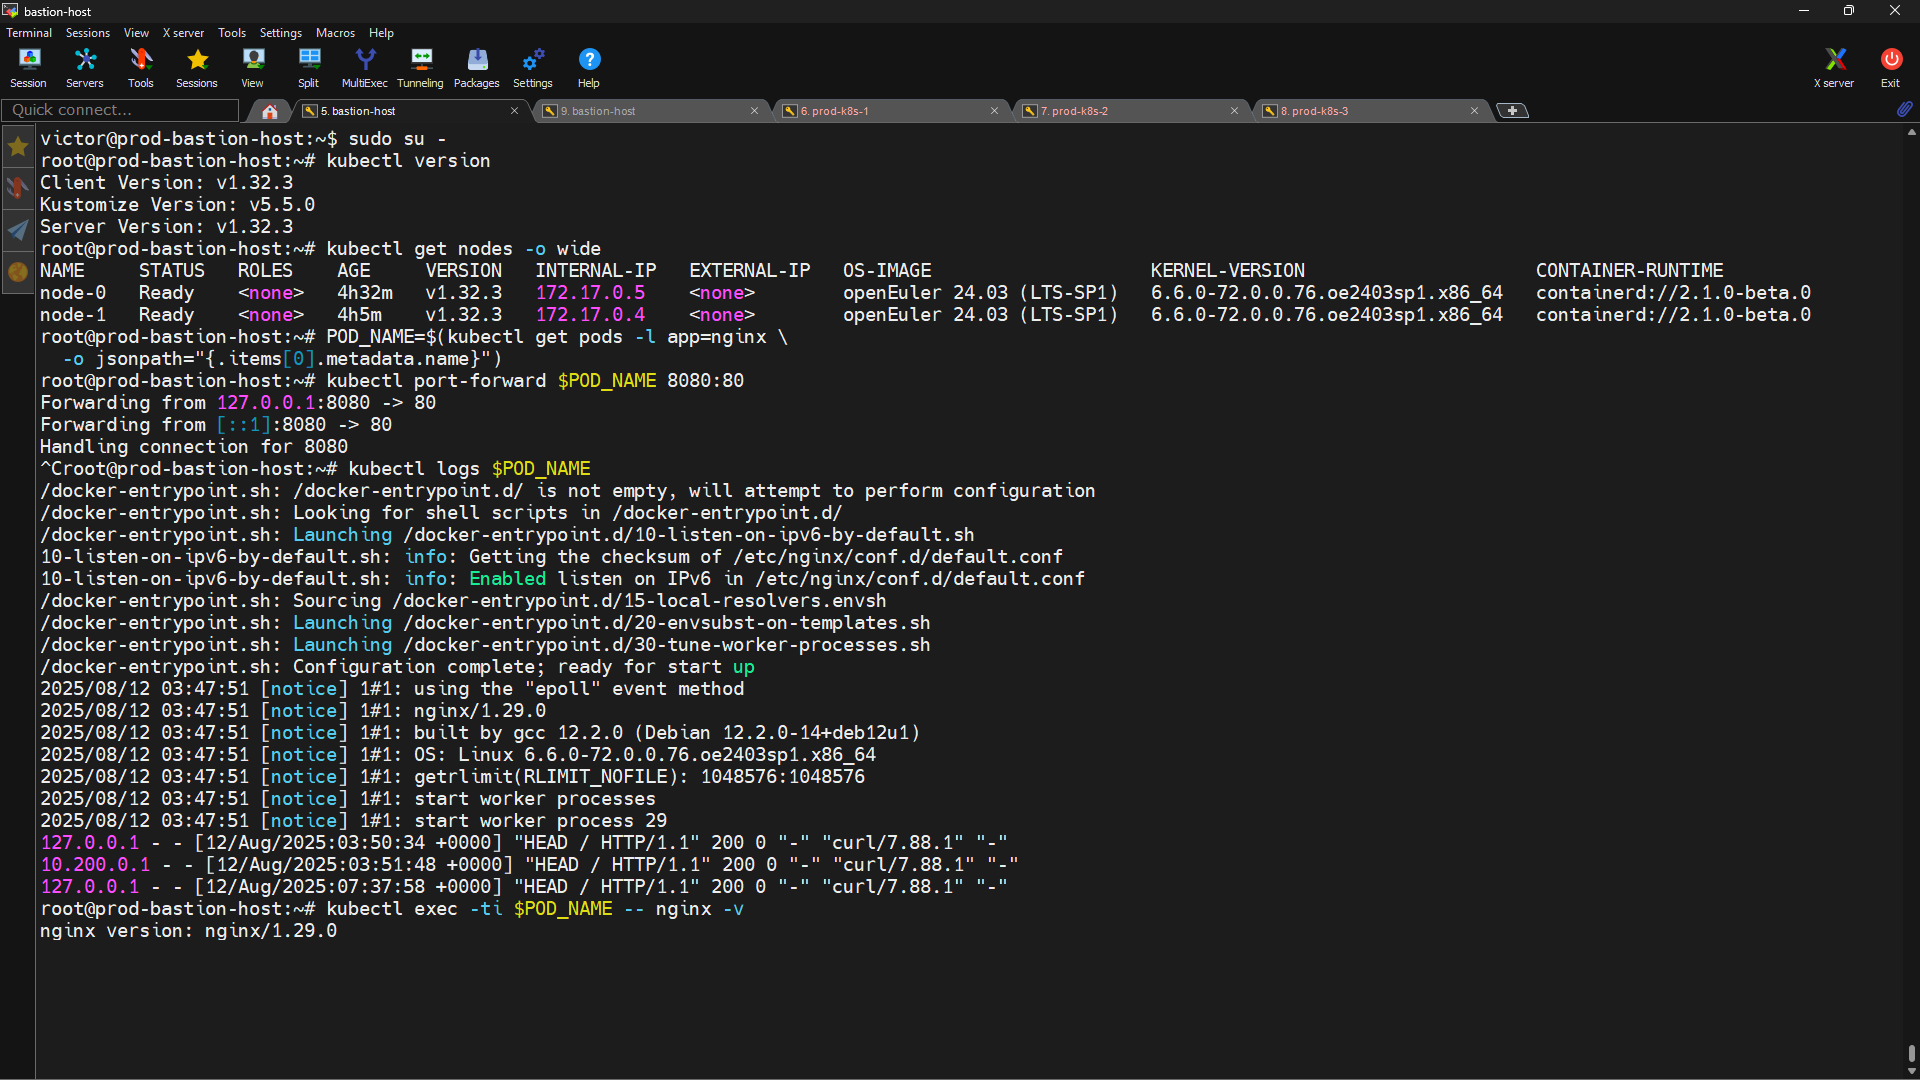 bastion-host
Terminal Sessions View X server Tools Settings Macros Help
Session Servers Tools Sessions View Split MultiExec Tunneling Packages Settings Help X server Exit
Quick connect... 5. bastion-host 9. bastion-host 6. prod-k8s-1 7. prod-k8s-2 8. prod-k8s-3
victor@prod-bastion-host:~$ sudo su -
root@prod-bastion-host:~# kubectl version
Client Version: v1.32.3
Kustomize Version: v5.5.0
Server Version: v1.32.3
root@prod-bastion-host:~# kubectl get nodes -o wide
NAME STATUS ROLES AGE VERSION INTERNAL-IP EXTERNAL-IP OS-IMAGE KERNEL-VERSION CONTAINER-RUNTIME
node-0 Ready <none> 4h32m v1.32.3 172.17.0.5 <none> openEuler 24.03 (LTS-SP1) 6.6.0-72.0.0.76.oe2403sp1.x86_64 containerd://2.1.0-beta.0
node-1 Ready <none> 4h5m v1.32.3 172.17.0.4 <none> openEuler 24.03 (LTS-SP1) 6.6.0-72.0.0.76.oe2403sp1.x86_64 containerd://2.1.0-beta.0
root@prod-bastion-host:~# POD_NAME=$(kubectl get pods -l app=nginx \
-o jsonpath="{.items[0].metadata.name}")
root@prod-bastion-host:~# kubectl port-forward $POD_NAME 8080:80
Forwarding from 127.0.0.1:8080 -> 80
Forwarding from [::1]:8080 -> 80
Handling connection for 8080
^Croot@prod-bastion-host:~# kubectl logs $POD_NAME
/docker-entrypoint.sh: /docker-entrypoint.d/ is not empty, will attempt to perform configuration
/docker-entrypoint.sh: Looking for shell scripts in /docker-entrypoint.d/
/docker-entrypoint.sh: Launching /docker-entrypoint.d/10-listen-on-ipv6-by-default.sh
10-listen-on-ipv6-by-default.sh: info: Getting the checksum of /etc/nginx/conf.d/default.conf
10-listen-on-ipv6-by-default.sh: info: Enabled listen on IPv6 in /etc/nginx/conf.d/default.conf
/docker-entrypoint.sh: Sourcing /docker-entrypoint.d/15-local-resolvers.envsh
/docker-entrypoint.sh: Launching /docker-entrypoint.d/20-envsubst-on-templates.sh
/docker-entrypoint.sh: Launching /docker-entrypoint.d/30-tune-worker-processes.sh
/docker-entrypoint.sh: Configuration complete; ready for start up
2025/08/12 03:47:51 [notice] 1#1: using the "epoll" event method
2025/08/12 03:47:51 [notice] 1#1: nginx/1.29.0
2025/08/12 03:47:51 [notice] 1#1: built by gcc 12.2.0 (Debian 12.2.0-14+deb12u1)
2025/08/12 03:47:51 [notice] 1#1: OS: Linux 6.6.0-72.0.0.76.oe2403sp1.x86_64
2025/08/12 03:47:51 [notice] 1#1: getrlimit(RLIMIT_NOFILE): 1048576:1048576
2025/08/12 03:47:51 [notice] 1#1: start worker processes
2025/08/12 03:47:51 [notice] 1#1: start worker process 29
127.0.0.1 - - [12/Aug/2025:03:50:34 +0000] "HEAD / HTTP/1.1" 200 0 "-" "curl/7.88.1" "-"
10.200.0.1 - - [12/Aug/2025:03:51:48 +0000] "HEAD / HTTP/1.1" 200 0 "-" "curl/7.88.1" "-"
127.0.0.1 - - [12/Aug/2025:07:37:58 +0000] "HEAD / HTTP/1.1" 200 0 "-" "curl/7.88.1" "-"
root@prod-bastion-host:~# kubectl exec -ti $POD_NAME -- nginx -v
nginx version: nginx/1.29.0